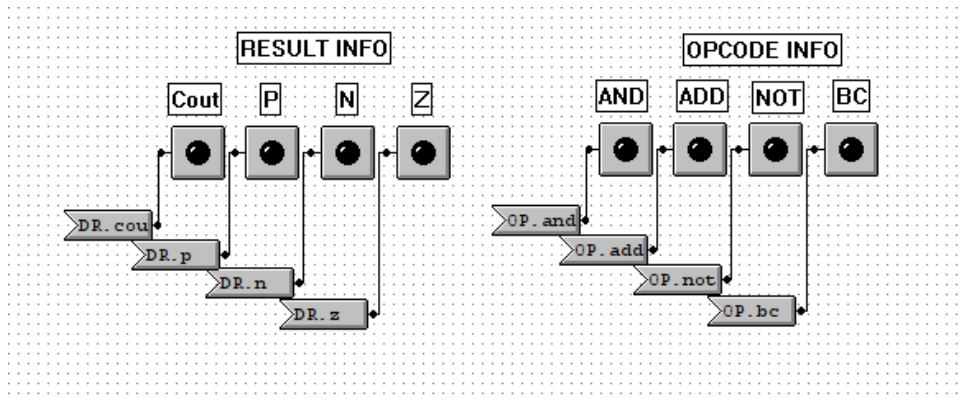 RESULT INFO
OPCODE INFO
Cout P N Z
AND ADD NOT BC
DR.cou
DR.p
DR.n
DR.z
OP.and
OP.add
OP.not
OP.bc